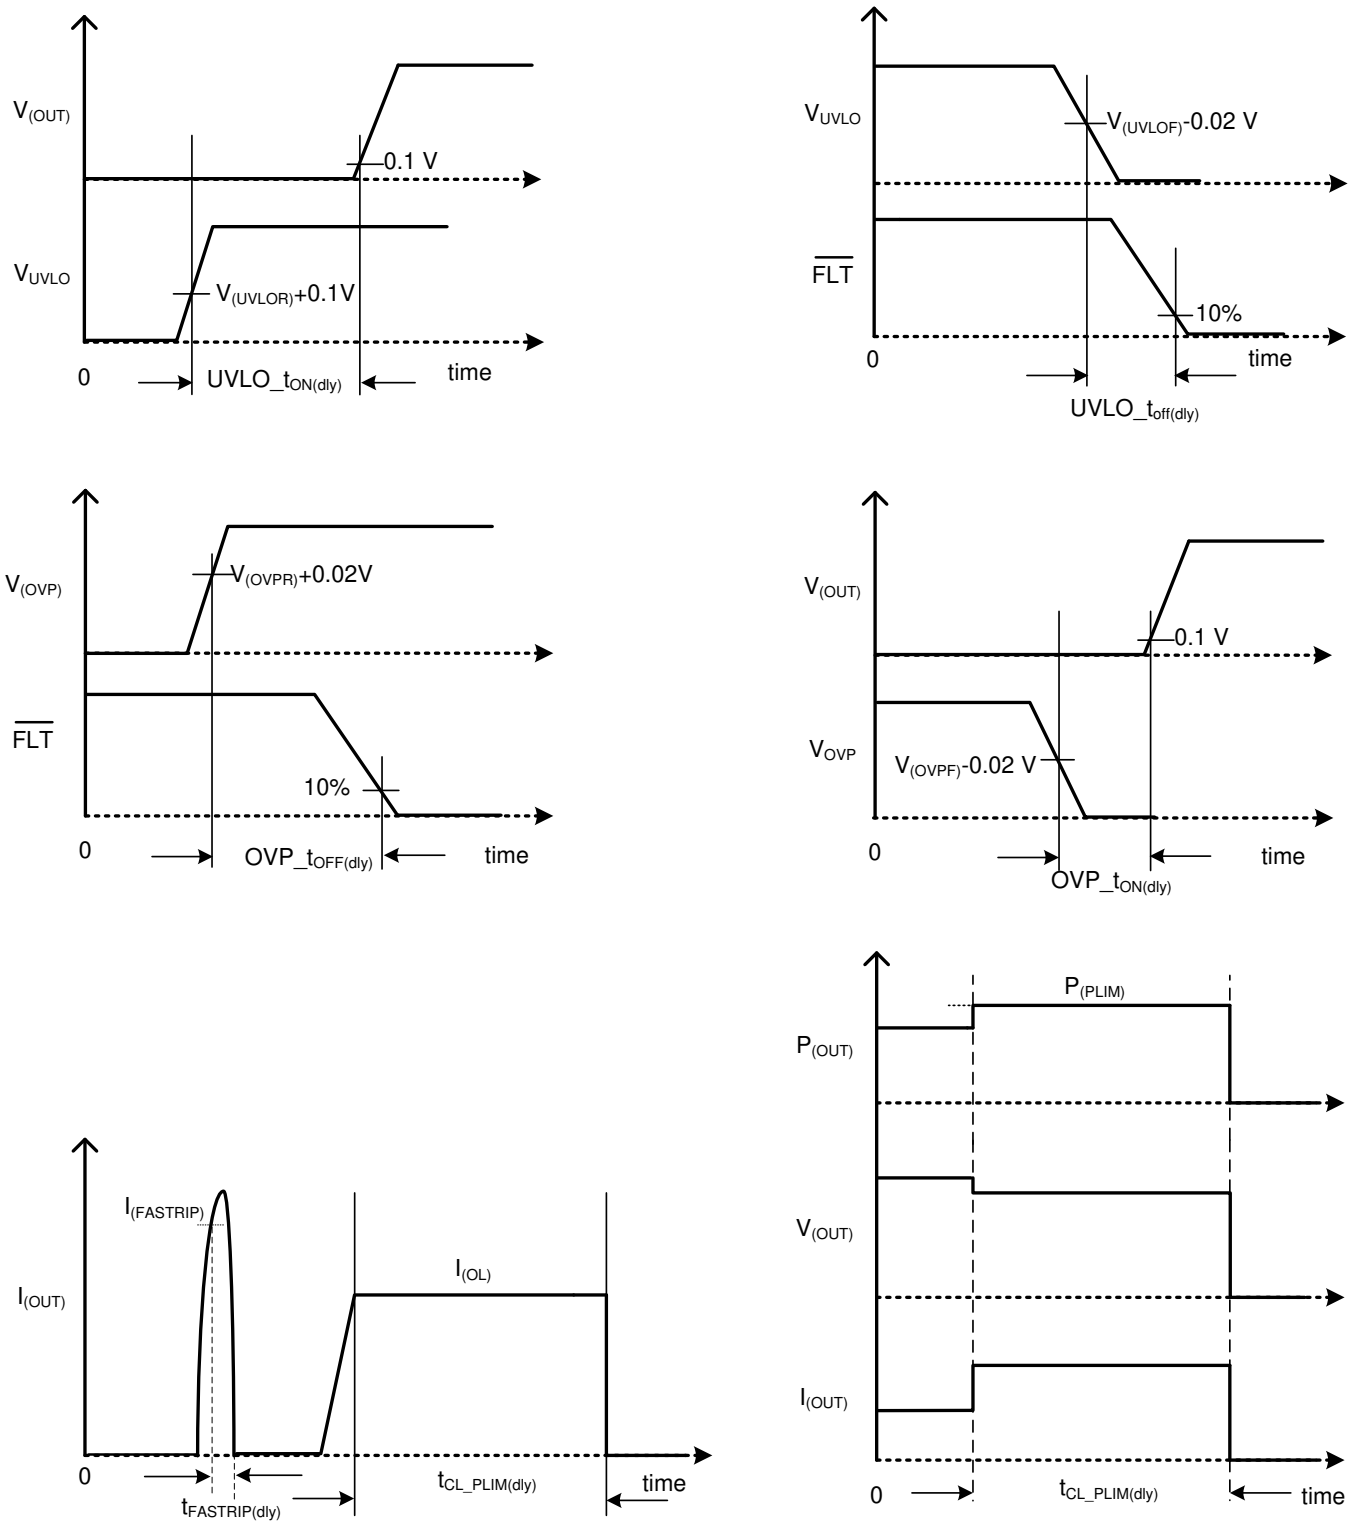 V(OUT)
0.1 V
VUVLO
V(UVLOR)+0.1V
0
UVLO_tON(dly)
time
VUVLO
V(UVLOF)-0.02 V
FLT
10%
0
time
UVLO_toff(dly)
V(OVP)
V(OVPR)+0.02V
FLT
10%
0
OVP_tOFF(dly)
time
V(OUT)
0.1 V
VOVP
V(OVPF)-0.02 V
0
time
OVP_tON(dly)
I(FASTRIP)
I(OUT)
I(OL)
0
tFASTRIP(dly)
tCL_PLIM(dly)
time
P(PLIM)
P(OUT)
V(OUT)
I(OUT)
0
tCL_PLIM(dly)
time